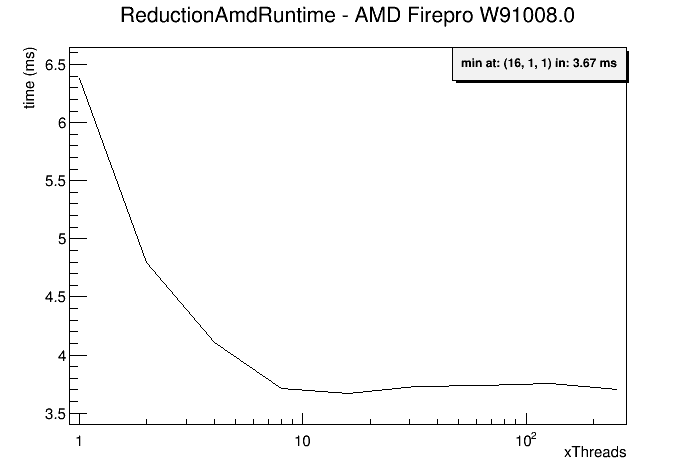 ReductionAmdRuntime - AMD Firepro W91008.0
time (ms)
min at: (16, 1, 1) in: 3.67 ms
6.5
6
5.5
5
4.5
4
3.5
1
10
10²
xThreads